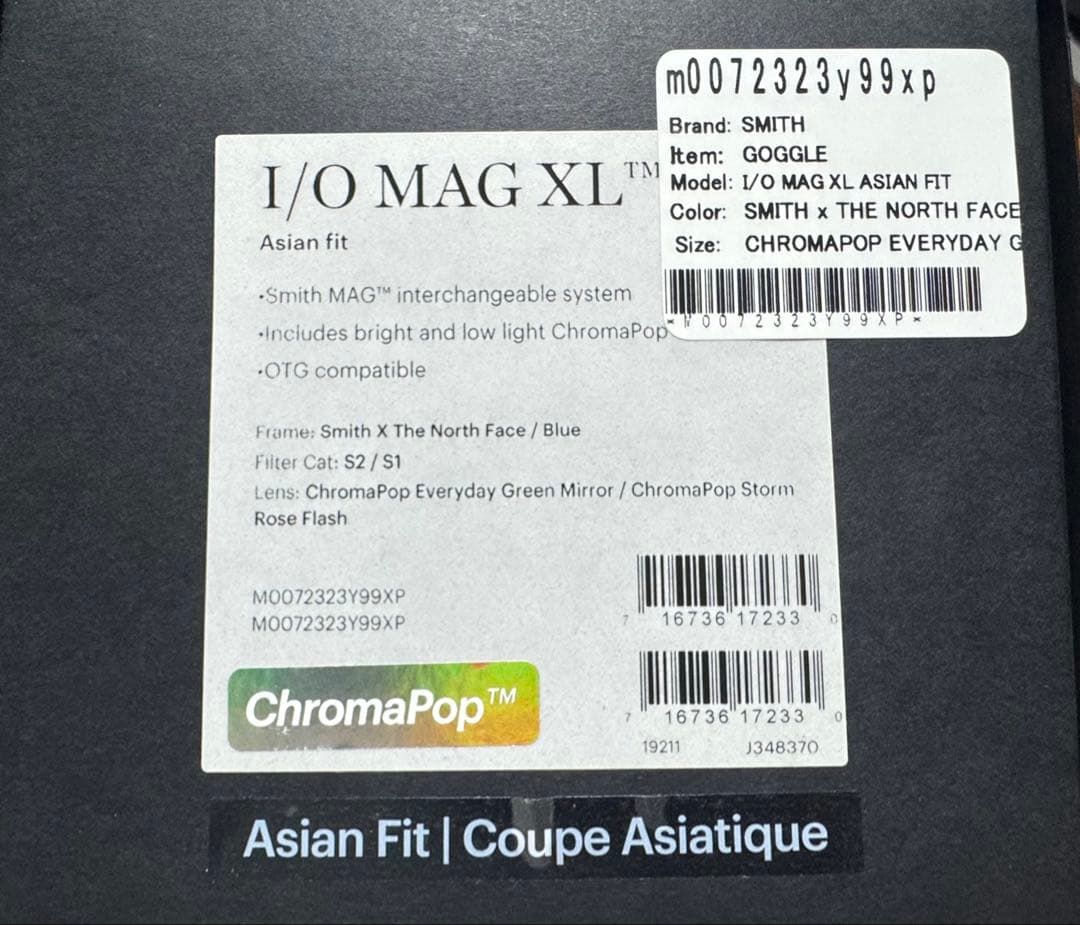 m0072323y99xp
Brand: SMITH
Item: GOGGLE
Model: I/O MAG XL ASIAN FIT
Color: SMITH x THE NORTH FACE
Size: CHROMAPOP EVERYDAY G
*M0072323Y99XP*
I/O MAG XL™
Asian fit
•Smith MAG™ interchangeable system
•Includes bright and low light ChromaPop
•OTG compatible
Frame: Smith X The North Face / Blue
Filter Cat: S2 / S1
Lens: ChromaPop Everyday Green Mirror / ChromaPop Storm
Rose Flash
M0072323Y99XP
M0072323Y99XP
7 16736 17233 0
7 16736 17233 0
19211 J348370
ChromaPop™
Asian Fit | Coupe Asiatique